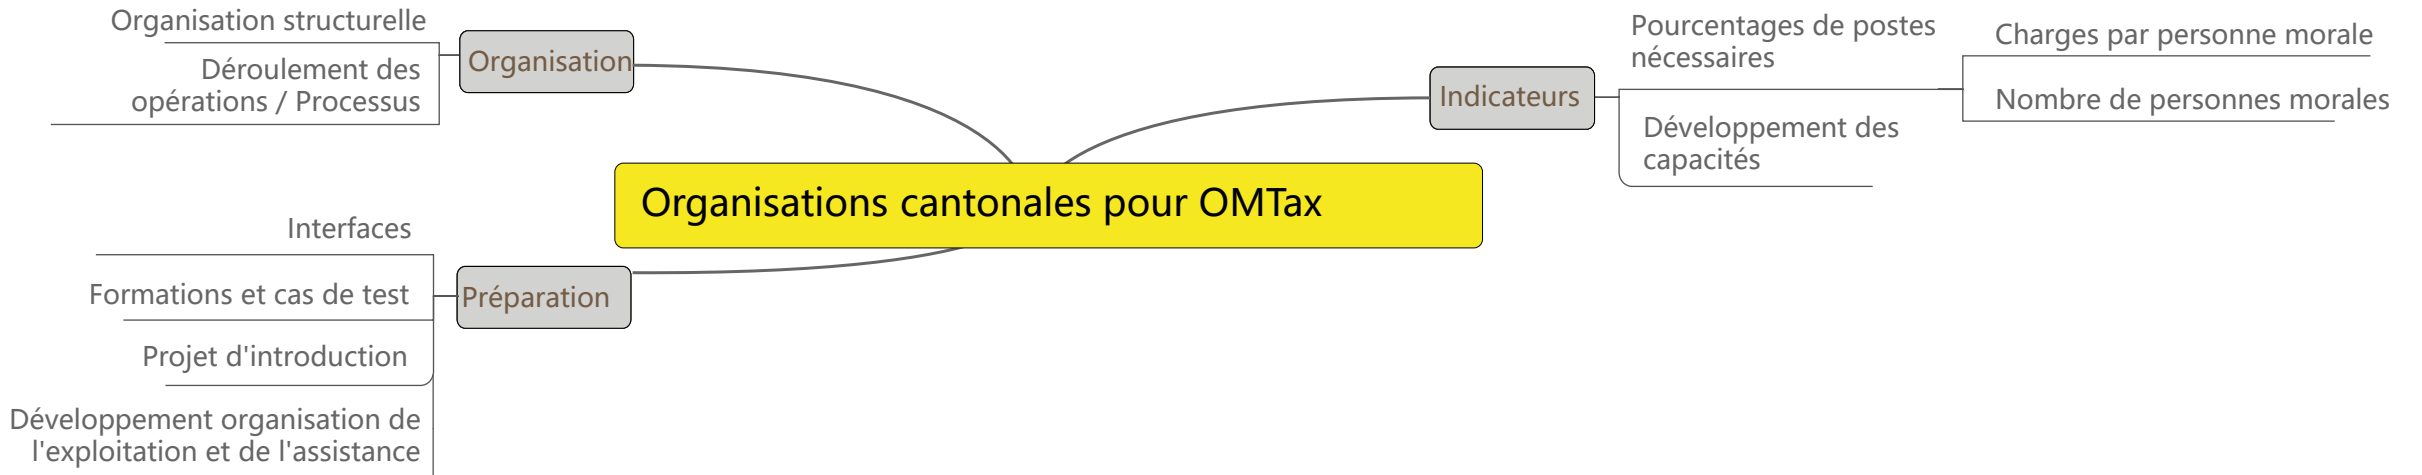 Organisation structurelle
Déroulement des
opérations / Processus
Organisation
Pourcentages de postes
nécessaires
Charges par personne morale
Nombre de personnes morales
Indicateurs
Développement des
capacités
Organisations cantonales pour OMTax
Interfaces
Formations et cas de test
Préparation
Projet d'introduction
Développement organisation de
l'exploitation et de l'assistance